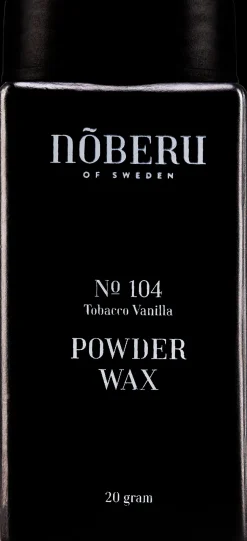 NÕBERU
OF SWEDEN
Nº 104
Tobacco Vanilla
POWDER
WAX
20 gram